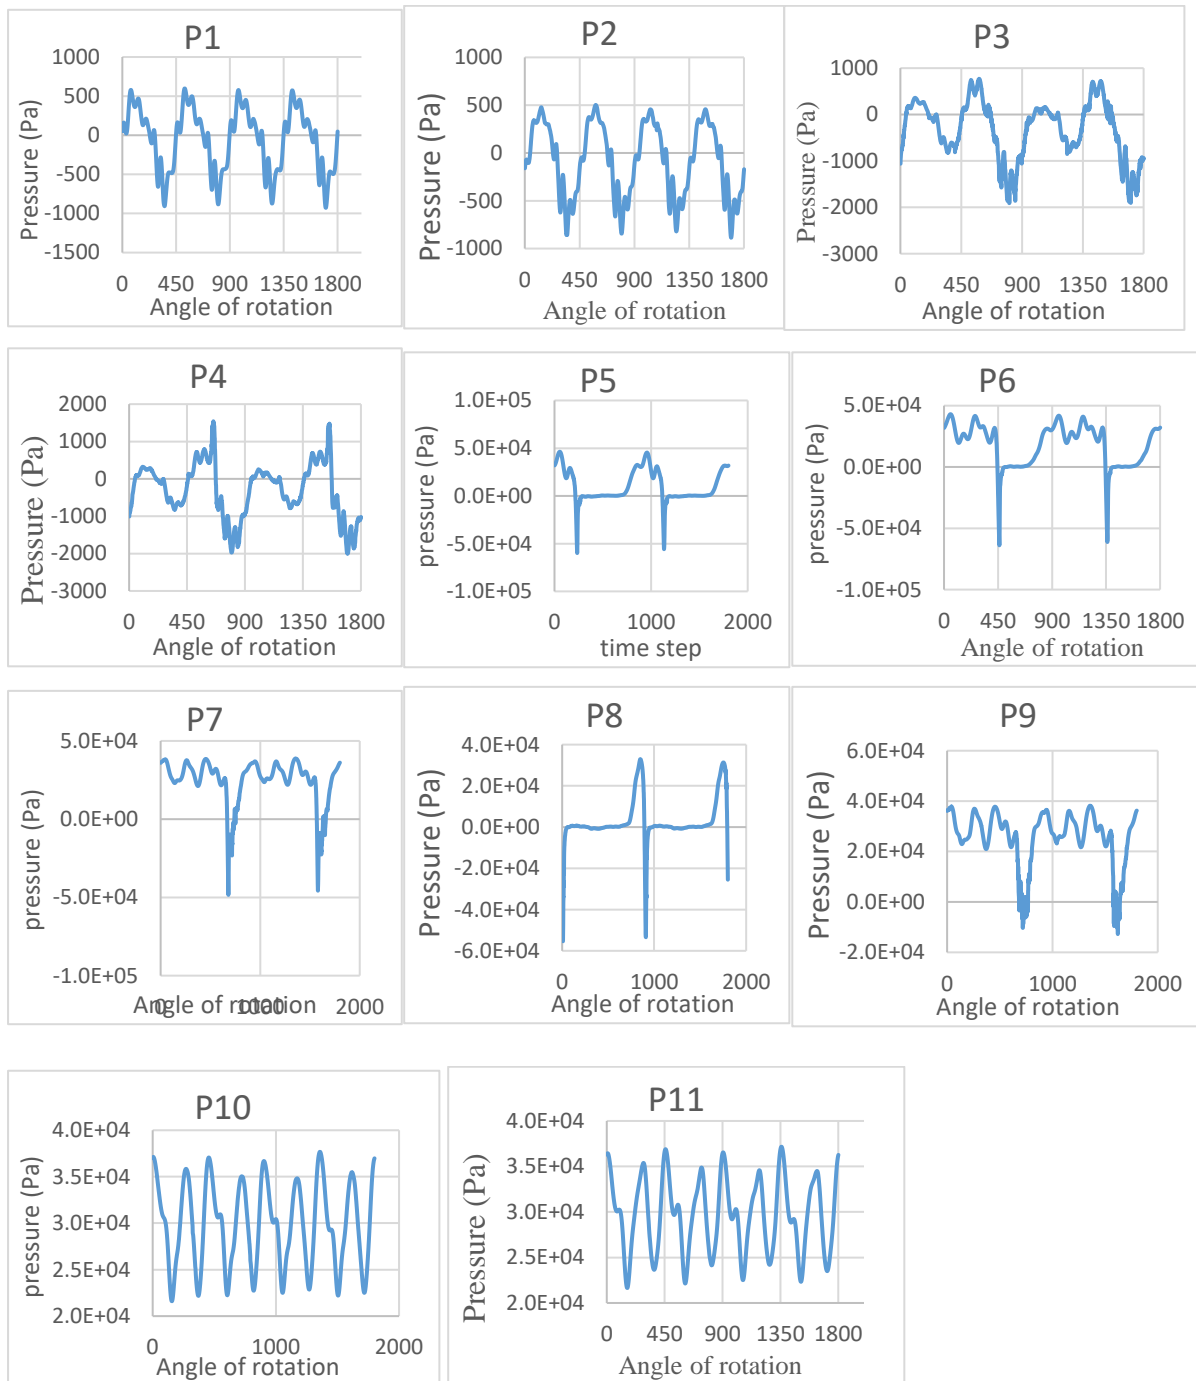 P1
1000
500
0
-500
-1000
-1500
0 450 900 1350 1800
Pressure (Pa)
Angle of rotation
P2
1000
500
0
-500
-1000
0 450 900 1350 1800
Pressure (Pa)
Angle of rotation
P3
1000
0
-1000
-2000
-3000
0 450 900 1350 1800
Pressure (Pa)
Angle of rotation
P4
2000
1000
0
-1000
-2000
-3000
0 450 900 1350 1800
Pressure (Pa)
Angle of rotation
P5
1.0E+05
5.0E+04
0.0E+00
-5.0E+04
-1.0E+05
0 1000 2000
pressure (Pa)
time step
P6
5.0E+04
0.0E+00
-5.0E+04
-1.0E+05
0 450 900 1350 1800
pressure (Pa)
Angle of rotation
P7
5.0E+04
0.0E+00
-5.0E+04
-1.0E+05
0 1000 2000
pressure (Pa)
Angle of rotation
P8
4.0E+04
2.0E+04
0.0E+00
-2.0E+04
-4.0E+04
-6.0E+04
0 1000 2000
Pressure (Pa)
Angle of rotation
P9
6.0E+04
4.0E+04
2.0E+04
0.0E+00
-2.0E+04
0 1000 2000
Pressure (Pa)
Angle of rotation
P10
4.0E+04
3.5E+04
3.0E+04
2.5E+04
2.0E+04
0 1000 2000
pressure (Pa)
Angle of rotation
P11
4.0E+04
3.5E+04
3.0E+04
2.5E+04
2.0E+04
0 450 900 1350 1800
Pressure (Pa)
Angle of rotation